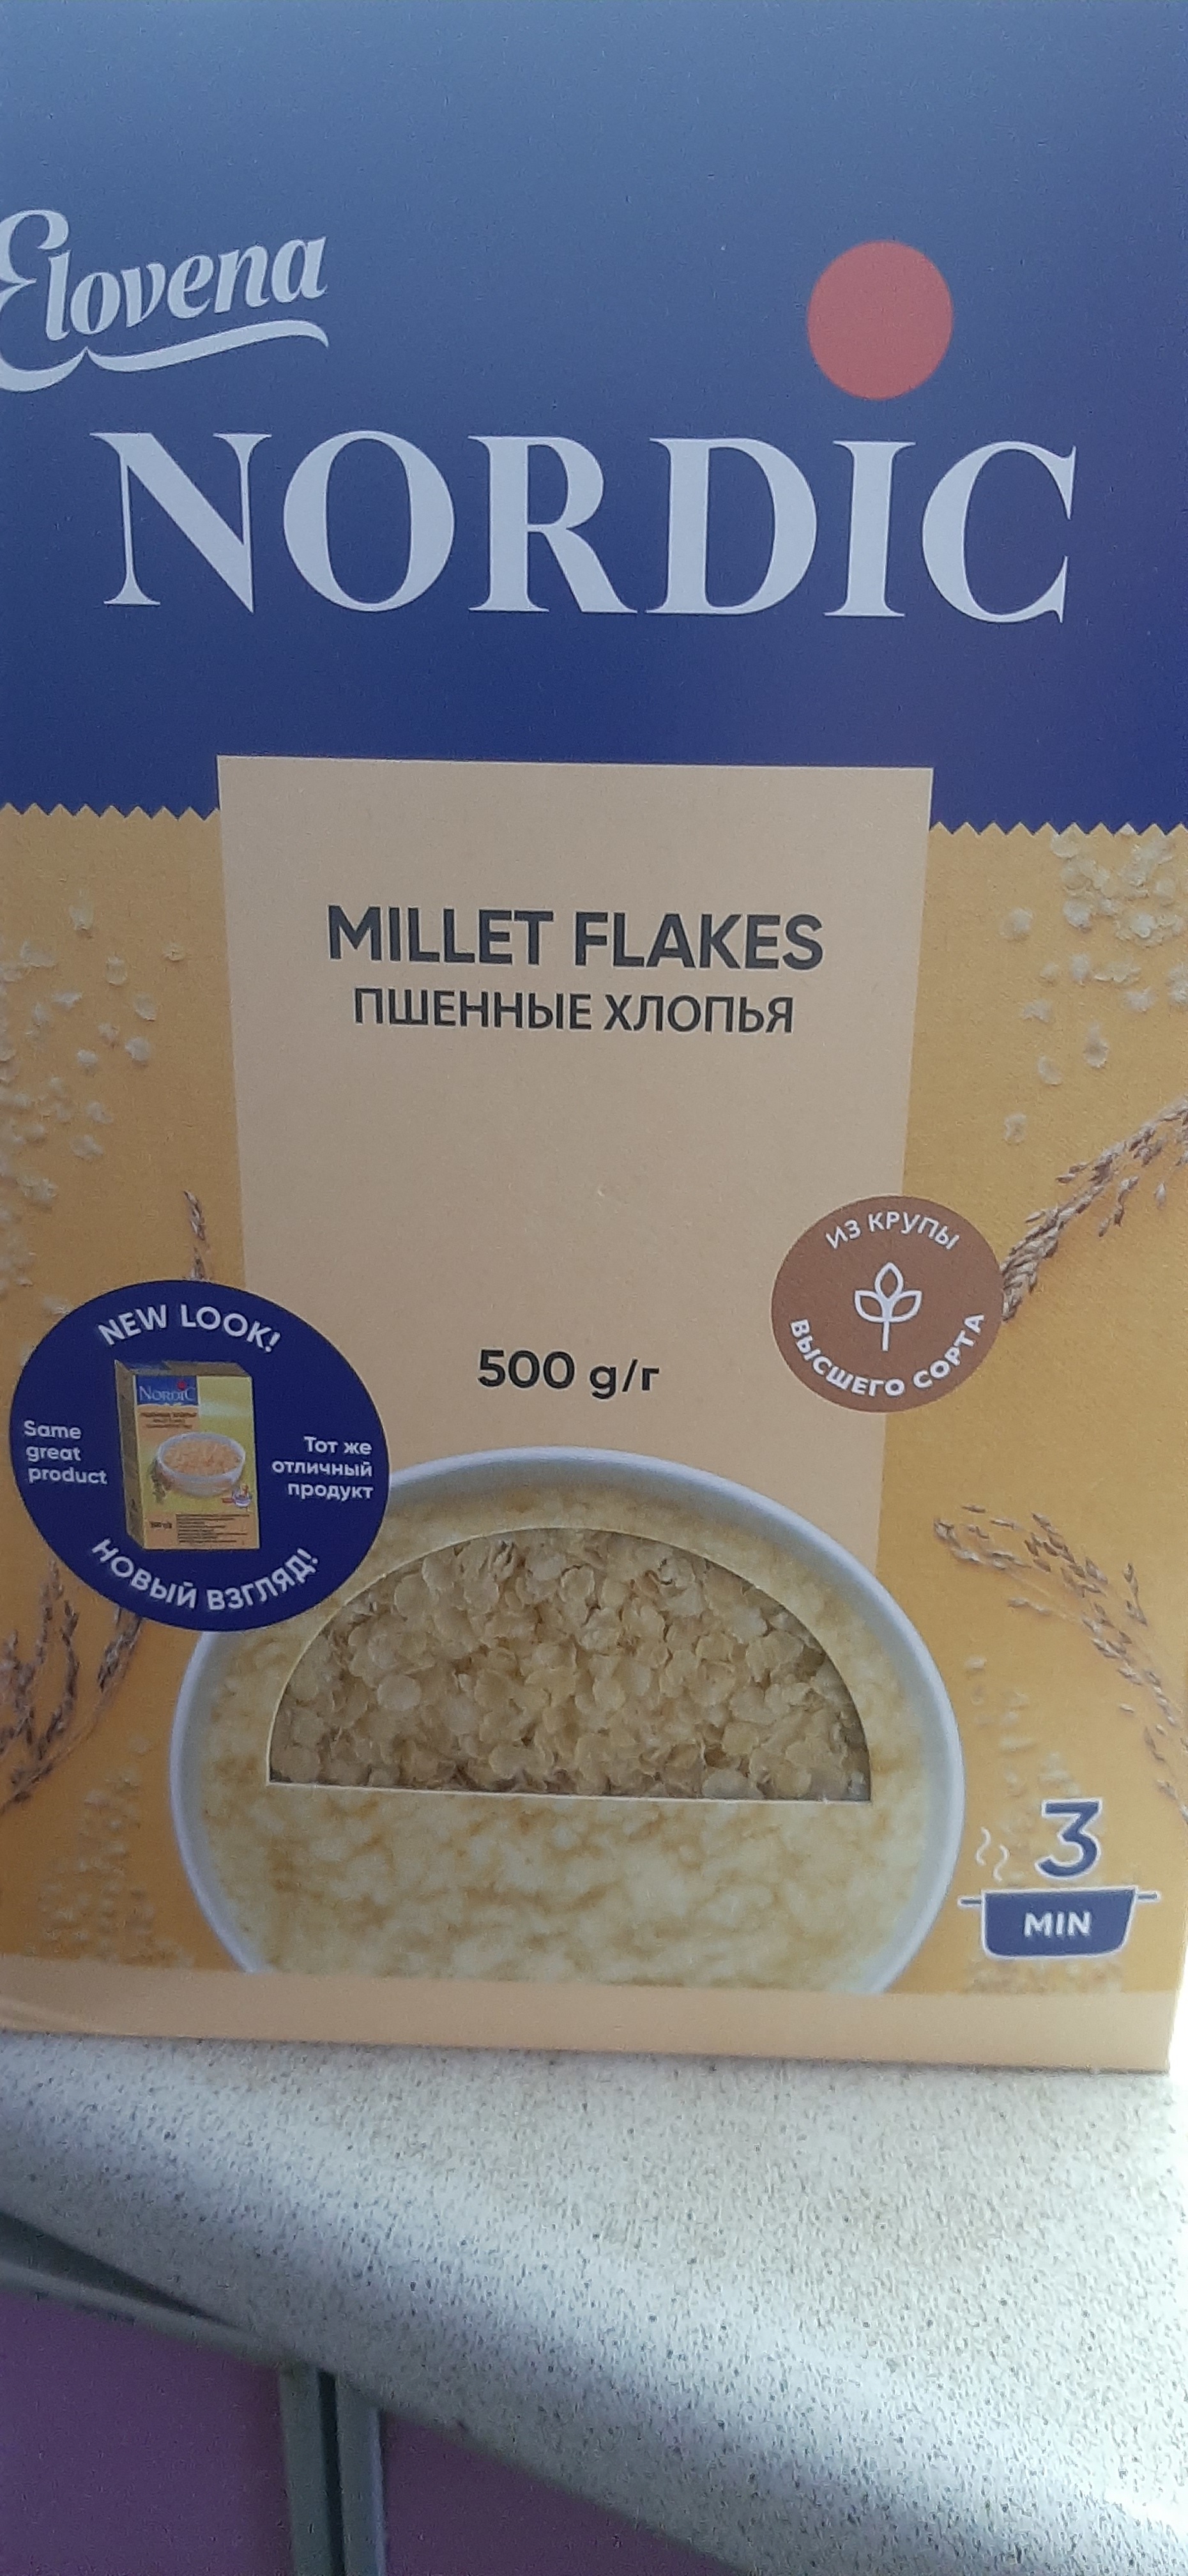 Elovena
NORDIC
MILLET FLAKES
ПШЕННЫЕ ХЛОПЬЯ
ИЗ КРУПЫ
ВЫСШЕГО СОРТА
500 g/г
NEW LOOK!
NORDIC
Same
great
product
Тот же
отличный
продукт
НОВЫЙ ВЗГЛЯД!
3
MIN